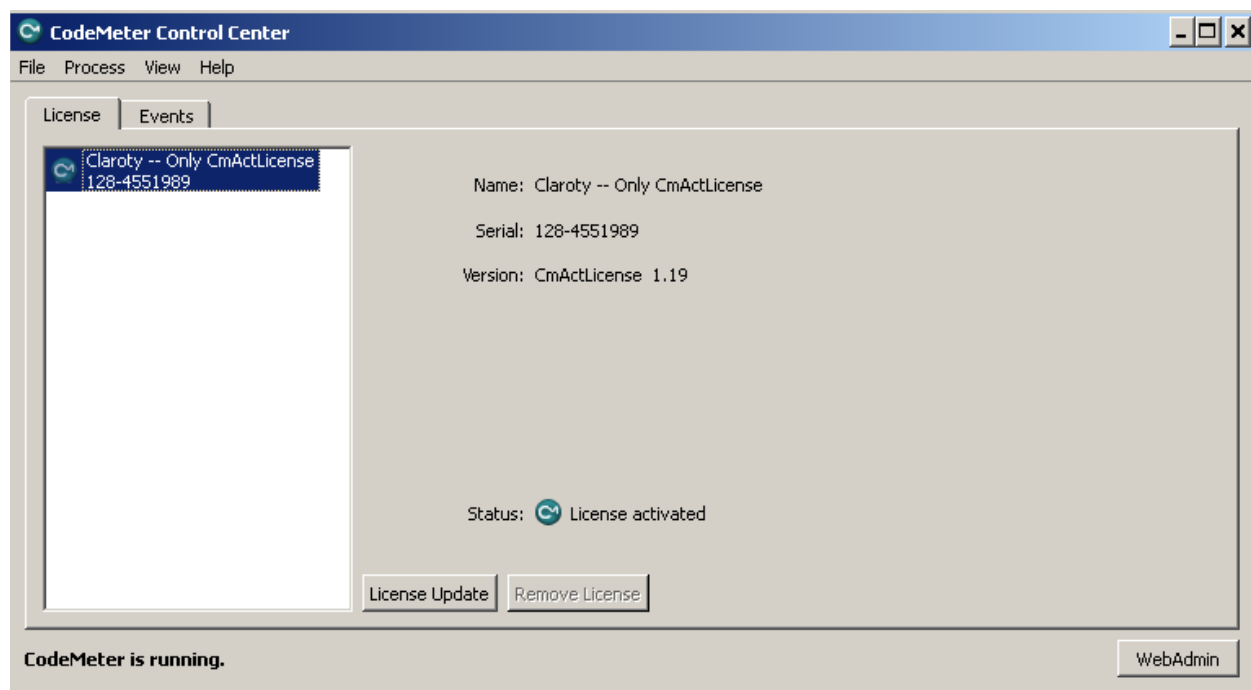 CodeMeter Control Center
File Process View Help
License Events
Claroty -- Only CmActLicense
128-4551989
Name: Claroty -- Only CmActLicense
Serial: 128-4551989
Version: CmActLicense 1.19
Status: License activated
License Update Remove License
CodeMeter is running.
WebAdmin